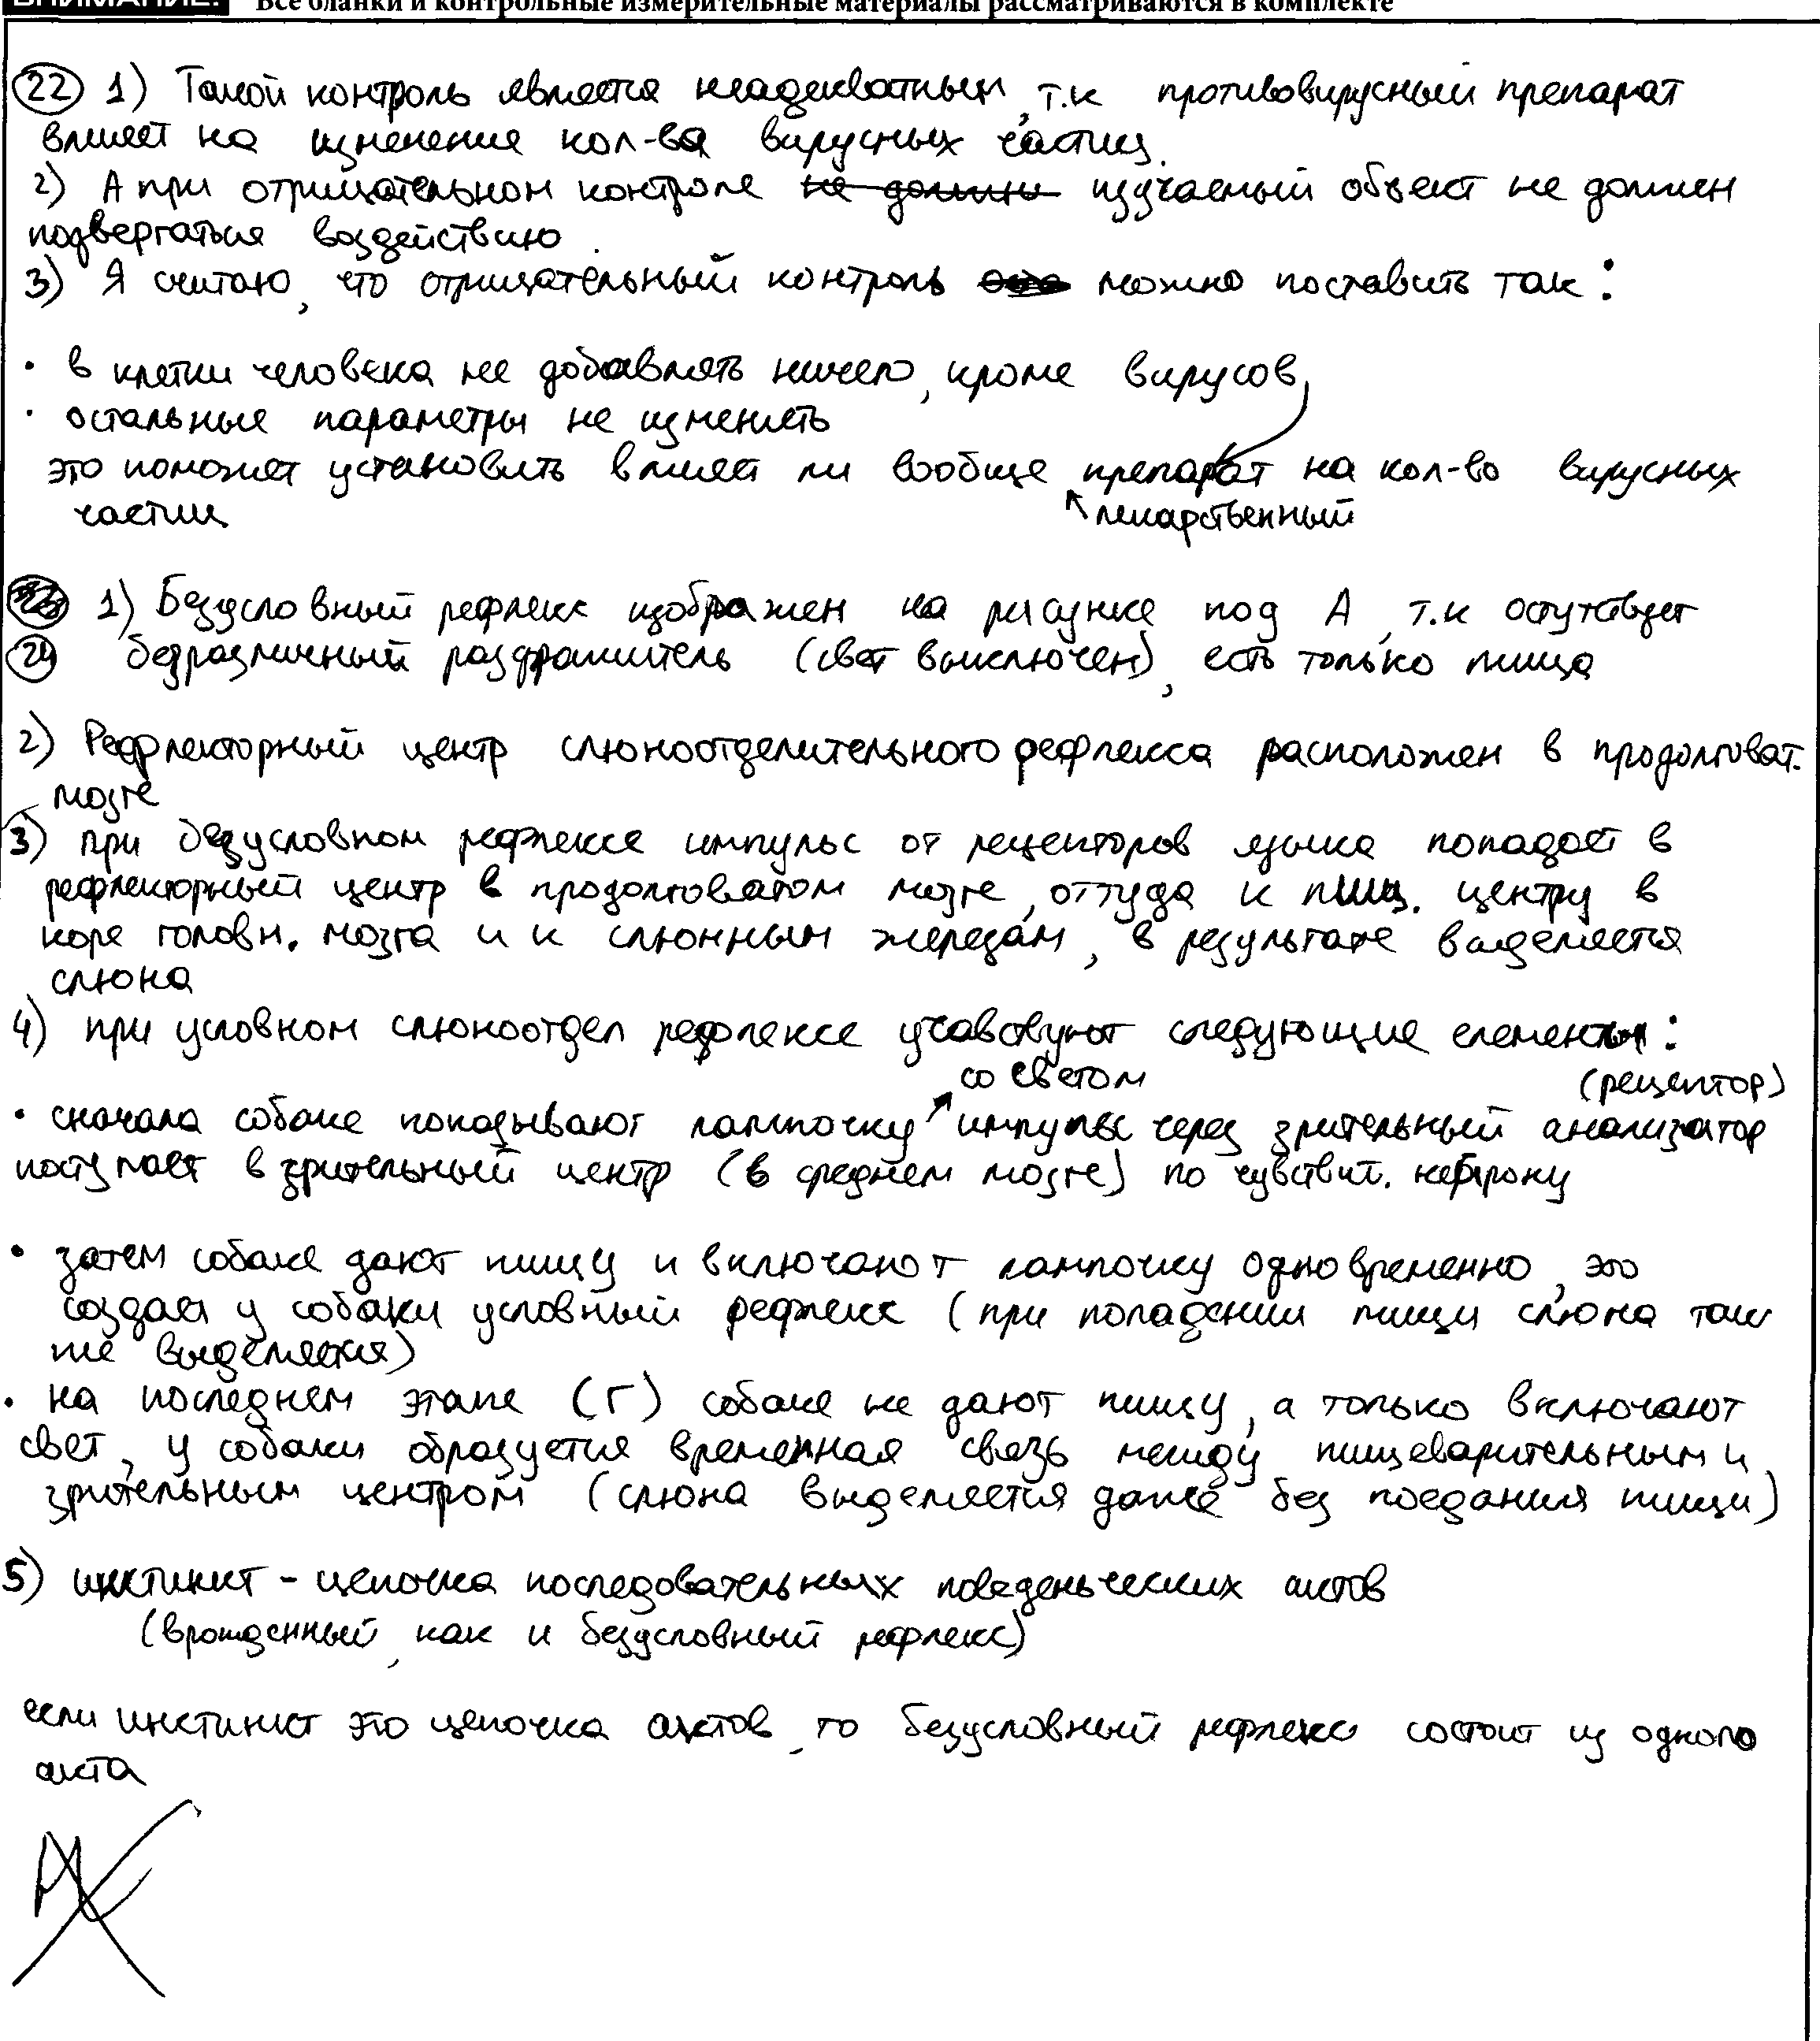 ВНИМАНИЕ! Все бланки и контрольные измерительные материалы рассматриваются в комплекте
22 1) Такой контроль является неадекватным, т.к противовирусный препарат
влияет на изменение кол-ва вирусных частиц.
2) А при отрицательном контроле не должны изучаемый объект не должен
подвергаться воздействию.
3) Я считаю, что отрицательный контроль можно поставить так:
• в клетки человека не добавлять ничего, кроме вирусов,
• остальные параметры не изменять
это поможет установить влияет ли вообще препарат на кол-во вирусных
частиц
лекарственный
1) Безусловный рефлекс изображен на рисунке под А, т.к отсутствует
24 безразличный раздражитель (свет выключен), есть только пища
2) Рефлекторный центр слюноотделительного рефлекса расположен в продолговат.
мозге
3) при безусловном рефлексе импульс от рецепторов языка попадает в
рефлекторный центр в продолговатом мозге, оттуда к пищ. центру в
коре головн. мозга и к слюнным железам, в результате выделяется
слюна
4) при условном слюноотдел рефлексе учавствуют следующие елементы:
со светом (рецептор)
• сначала собаке показывают лампочку импульс через зрительный анализатор
поступает в зрительный центр (в среднем мозге) по чувствит. нейрону
• затем собаке дают пищу и включают лампочку одновременно, это
создает у собаки условный рефлекс (при попадении пищи слюна так
же выделяется)
• на последнем этапе (Г) собаке не дают пищу, а только включают
свет, у собаки образуется временная связь между пищеварительным и
зрительным центром (слюна выделяется даже без поедания пищи)
5) инстинкт - цепочка последовательных поведенческих актов
(врожденный, как и безусловный рефлекс)
если инстинкт это цепочка актов, то безусловный рефлекс состоит из одного
акта